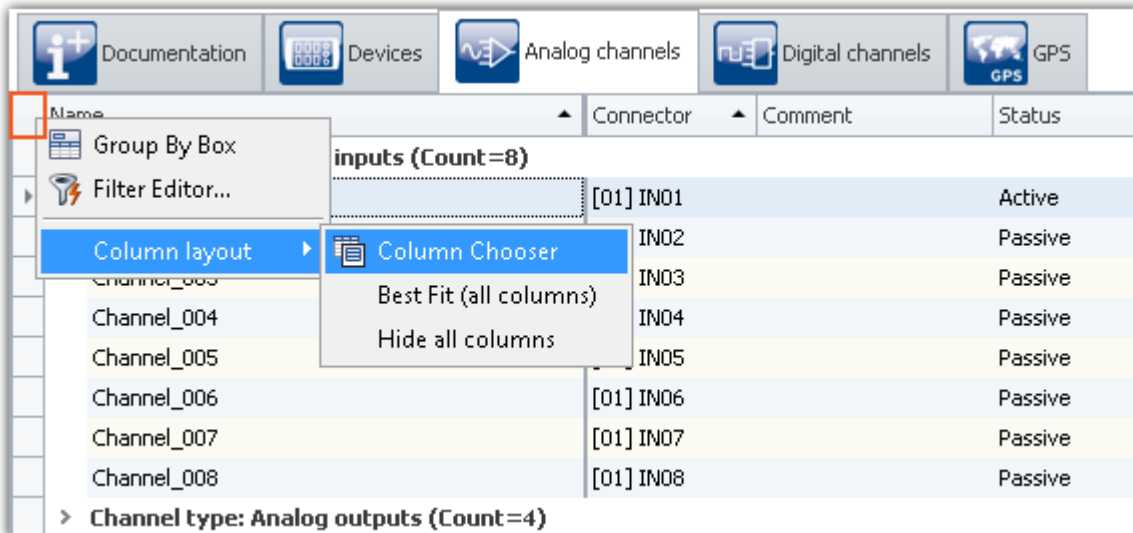 Documentation Devices Analog channels Digital channels GPS GPS
Name Connector Comment Status
Group By Box
inputs (Count=8)
Filter Editor...
[01] IN01 Active
Column layout Column Chooser
IN02 Passive
IN03 Passive
Best Fit (all columns)
Channel_004 IN04 Passive
Hide all columns
Channel_005 IN05 Passive
Channel_006 [01] IN06 Passive
Channel_007 [01] IN07 Passive
Channel_008 [01] IN08 Passive
Channel type: Analog outputs (Count=4)